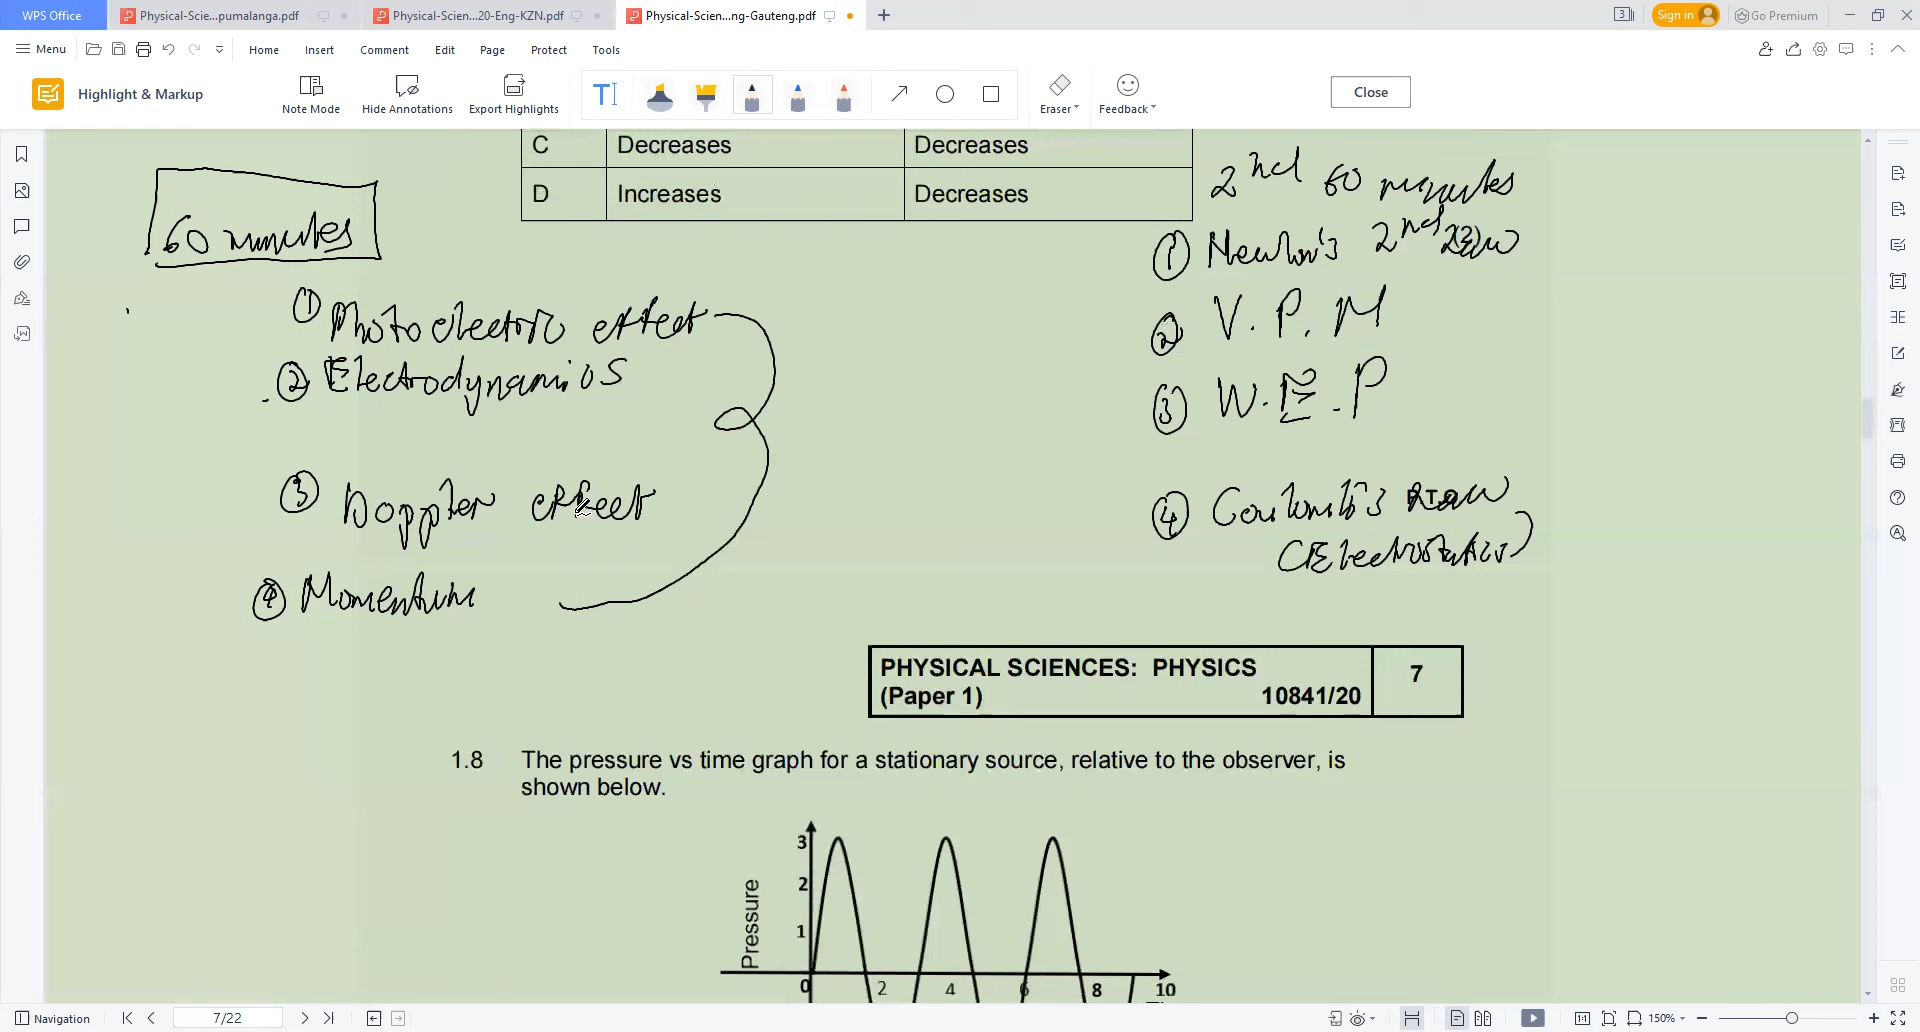 WPS Office
Physical-Scie...pumalanga.pdf
Physical-Scien...20-Eng-KZN.pdf
Physical-Scien...ng-Gauteng.pdf
3
Sign in
Go Premium
Menu
Home Insert Comment Edit Page Protect Tools
Highlight & Markup
Note Mode
Hide Annotations
Export Highlights
Eraser
Feedback
Close
C Decreases Decreases
D Increases Decreases
(2)
60 minutes
① Photoelectric effect
② Electrodynamics
③ Doppler effect
④ Momentum
2nd 60 minutes
① Newton's 2nd Law
② V.P.M
③ W.E.P
④ Coulomb's Law
(Electrostatics)
P.T.O
PHYSICAL SCIENCES: PHYSICS
(Paper 1) 10841/20
7
1.8 The pressure vs time graph for a stationary source, relative to the observer, is
shown below.
Pressure
3
2
1
0 2 4 6 8 10
Navigation
7/22
1:1
150%